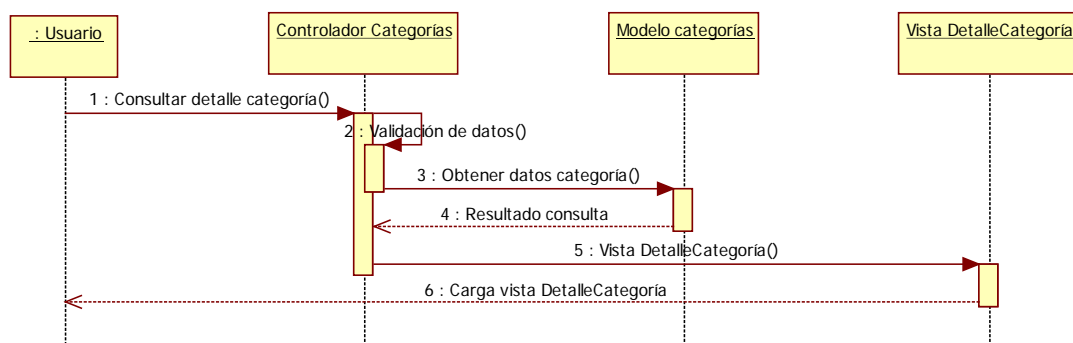 : Usuario
Controlador Categorías
Modelo categorías
Vista DetalleCategoría
1 : Consultar detalle categoría()
2 : Validación de datos()
3 : Obtener datos categoría()
4 : Resultado consulta
5 : Vista DetalleCategoría()
6 : Carga vista DetalleCategoría